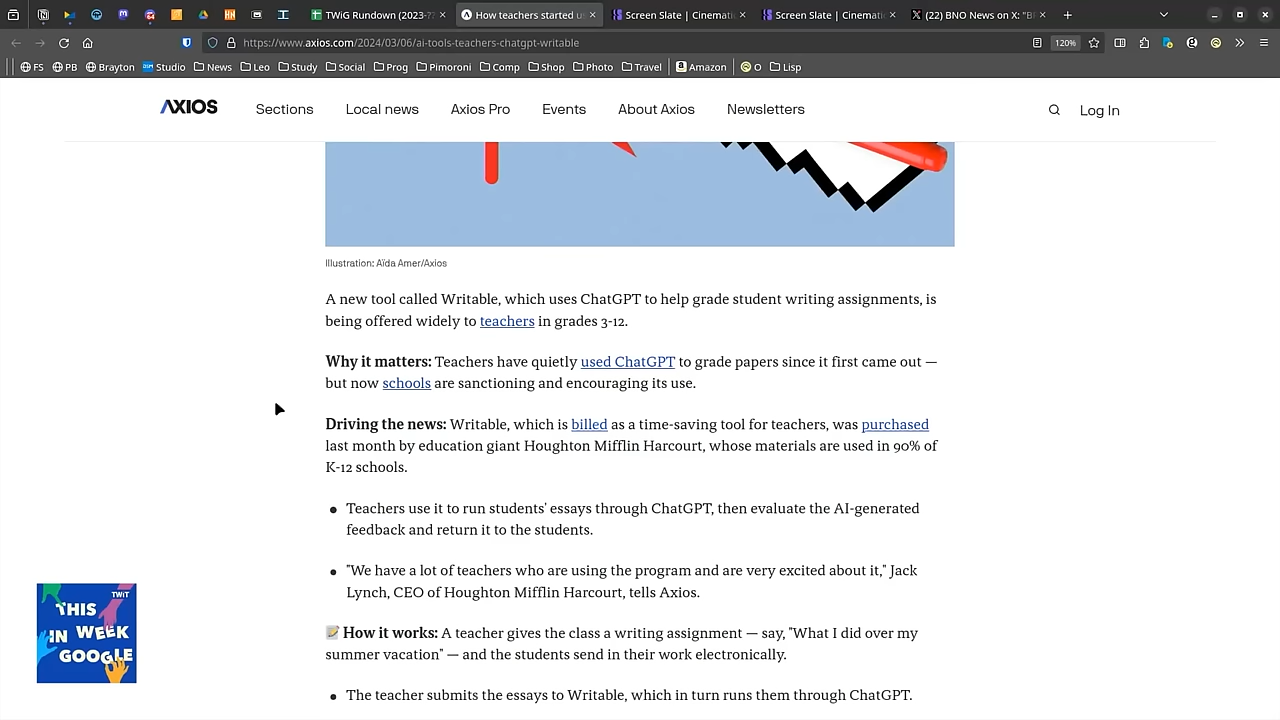 TWiG Rundown (2023-??
How teachers started u
Screen Slate | Cinemati
Screen Slate | Cinemati
(22) BNO News on X: "B
https://www.axios.com/2024/03/06/ai-tools-teachers-chatgpt-writable
120%
FS PB Brayton Studio News Leo Study Social Prog Pimoroni Comp Shop Photo Travel Amazon O Lisp
AXIOS Sections Local news Axios Pro Events About Axios Newsletters Log In
Illustration: Aïda Amer/Axios
A new tool called Writable, which uses ChatGPT to help grade student writing assignments, is
being offered widely to teachers in grades 3-12.
Why it matters: Teachers have quietly used ChatGPT to grade papers since it first came out —
but now schools are sanctioning and encouraging its use.
Driving the news: Writable, which is billed as a time-saving tool for teachers, was purchased
last month by education giant Houghton Mifflin Harcourt, whose materials are used in 90% of
K-12 schools.
Teachers use it to run students' essays through ChatGPT, then evaluate the AI-generated
feedback and return it to the students.
"We have a lot of teachers who are using the program and are very excited about it," Jack
Lynch, CEO of Houghton Mifflin Harcourt, tells Axios.
How it works: A teacher gives the class a writing assignment — say, "What I did over my
summer vacation" — and the students send in their work electronically.
The teacher submits the essays to Writable, which in turn runs them through ChatGPT.
TWiT
THIS
IN WEEK
GOOGLE